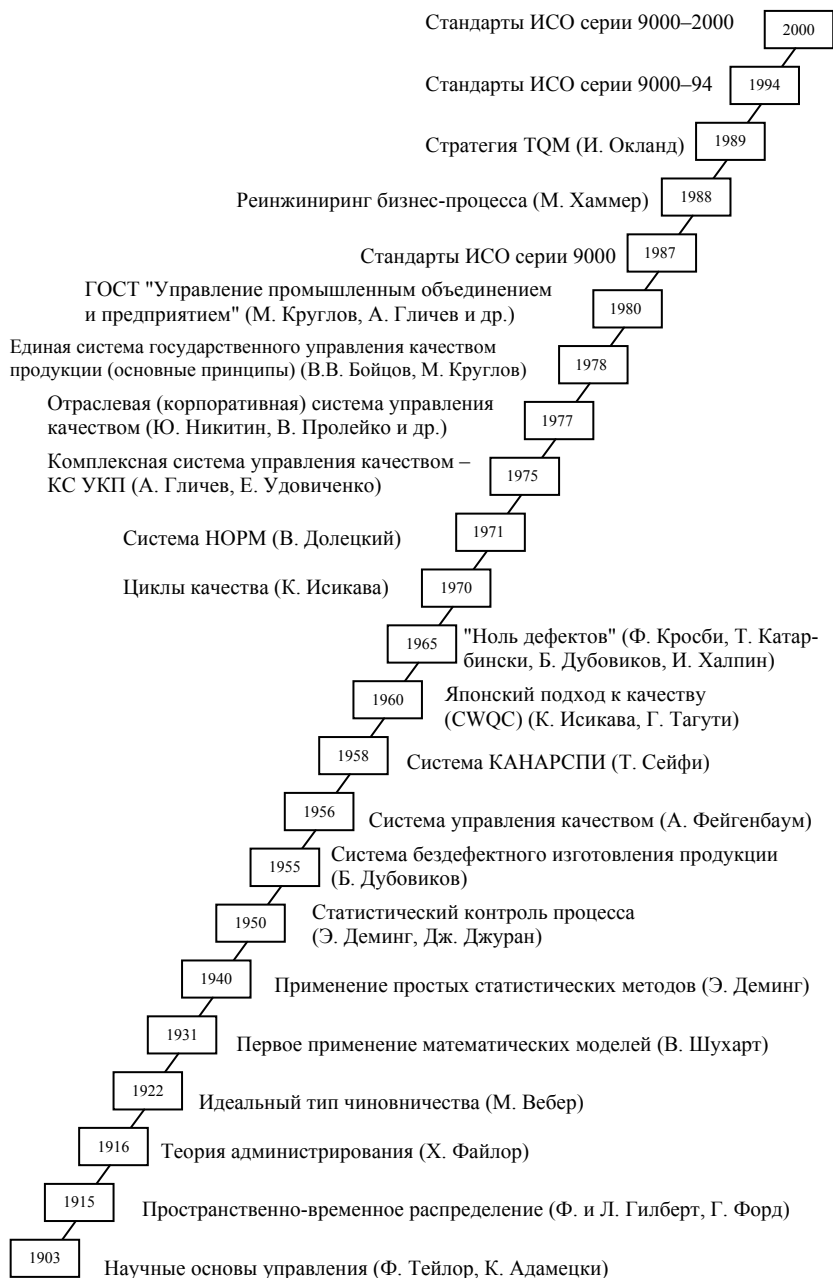 Стандарты ИСО серии 9000–2000
2000
Стандарты ИСО серии 9000–94
1994
Стратегия TQM (И. Окланд)
1989
Реинжиниринг бизнес-процесса (М. Хаммер)
1988
Стандарты ИСО серии 9000
1987
ГОСТ "Управление промышленным объединением
и предприятием" (М. Круглов, А. Гличев и др.)
1980
Единая система государственного управления качеством
продукции (основные принципы) (В.В. Бойцов, М. Круглов)
1978
Отраслевая (корпоративная) система управления
качеством (Ю. Никитин, В. Пролейко и др.)
1977
Комплексная система управления качеством –
КС УКП (А. Гличев, Е. Удовиченко)
1975
Система НОРМ (В. Долецкий)
1971
Циклы качества (К. Исикава)
1970
1965
"Ноль дефектов" (Ф. Кросби, Т. Катар-
бински, Б. Дубовиков, И. Халпин)
1960
Японский подход к качеству
(CWQC) (К. Исикава, Г. Тагути)
1958
Система КАНАРСПИ (Т. Сейфи)
1956
Система управления качеством (А. Фейгенбаум)
1955
Система бездефектного изготовления продукции
(Б. Дубовиков)
1950
Статистический контроль процесса
(Э. Деминг, Дж. Джуран)
1940
Применение простых статистических методов (Э. Деминг)
1931
Первое применение математических моделей (В. Шухарт)
1922
Идеальный тип чиновничества (М. Вебер)
1916
Теория администрирования (Х. Файлор)
1915
Пространственно-временное распределение (Ф. и Л. Гилберт, Г. Форд)
1903
Научные основы управления (Ф. Тейлор, К. Адамецки)